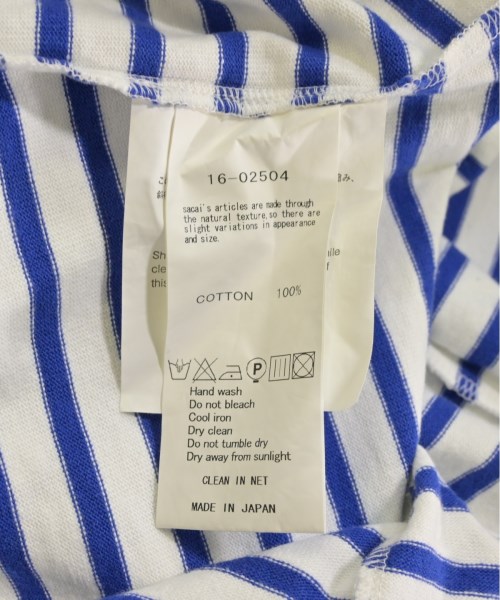 16-02504
sacai's articles are made through
the natural texture,so there are
slight variations in appearance
and size.
COTTON 100%
P
Hand wash
Do not bleach
Cool iron
Dry clean
Do not tumble dry
Dry away from sunlight
CLEAN IN NET
MADE IN JAPAN